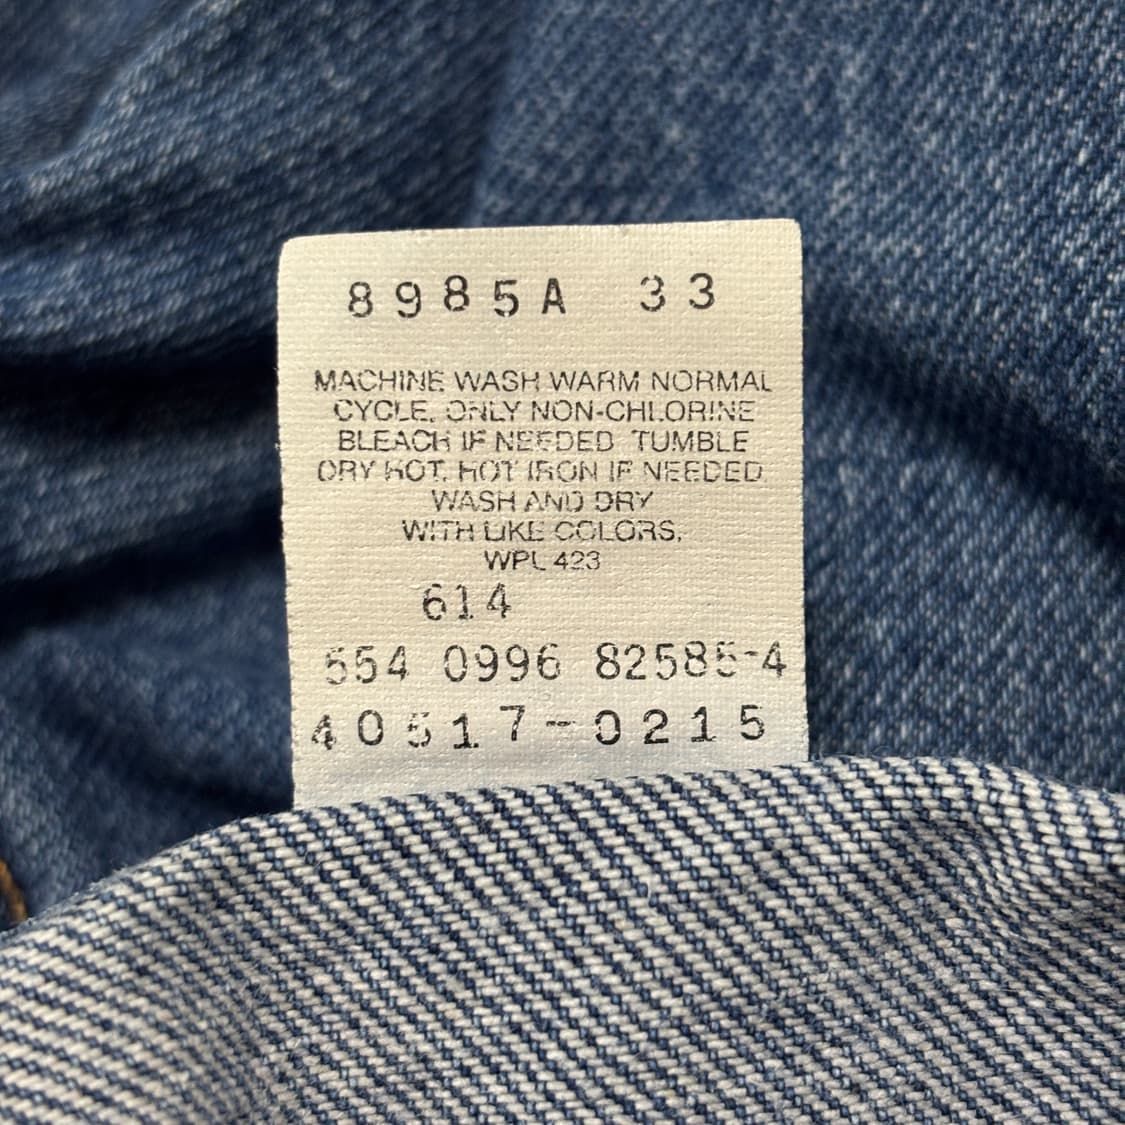 8985A 33
MACHINE WASH WARM NORMAL
CYCLE. ONLY NON-CHLORINE
BLEACH IF NEEDED TUMBLE
DRY HOT. HOT IRON IF NEEDED
WASH AND DRY
WITH LIKE COLORS.
WPL 423
614
554 0996 82585-4
40517-0215